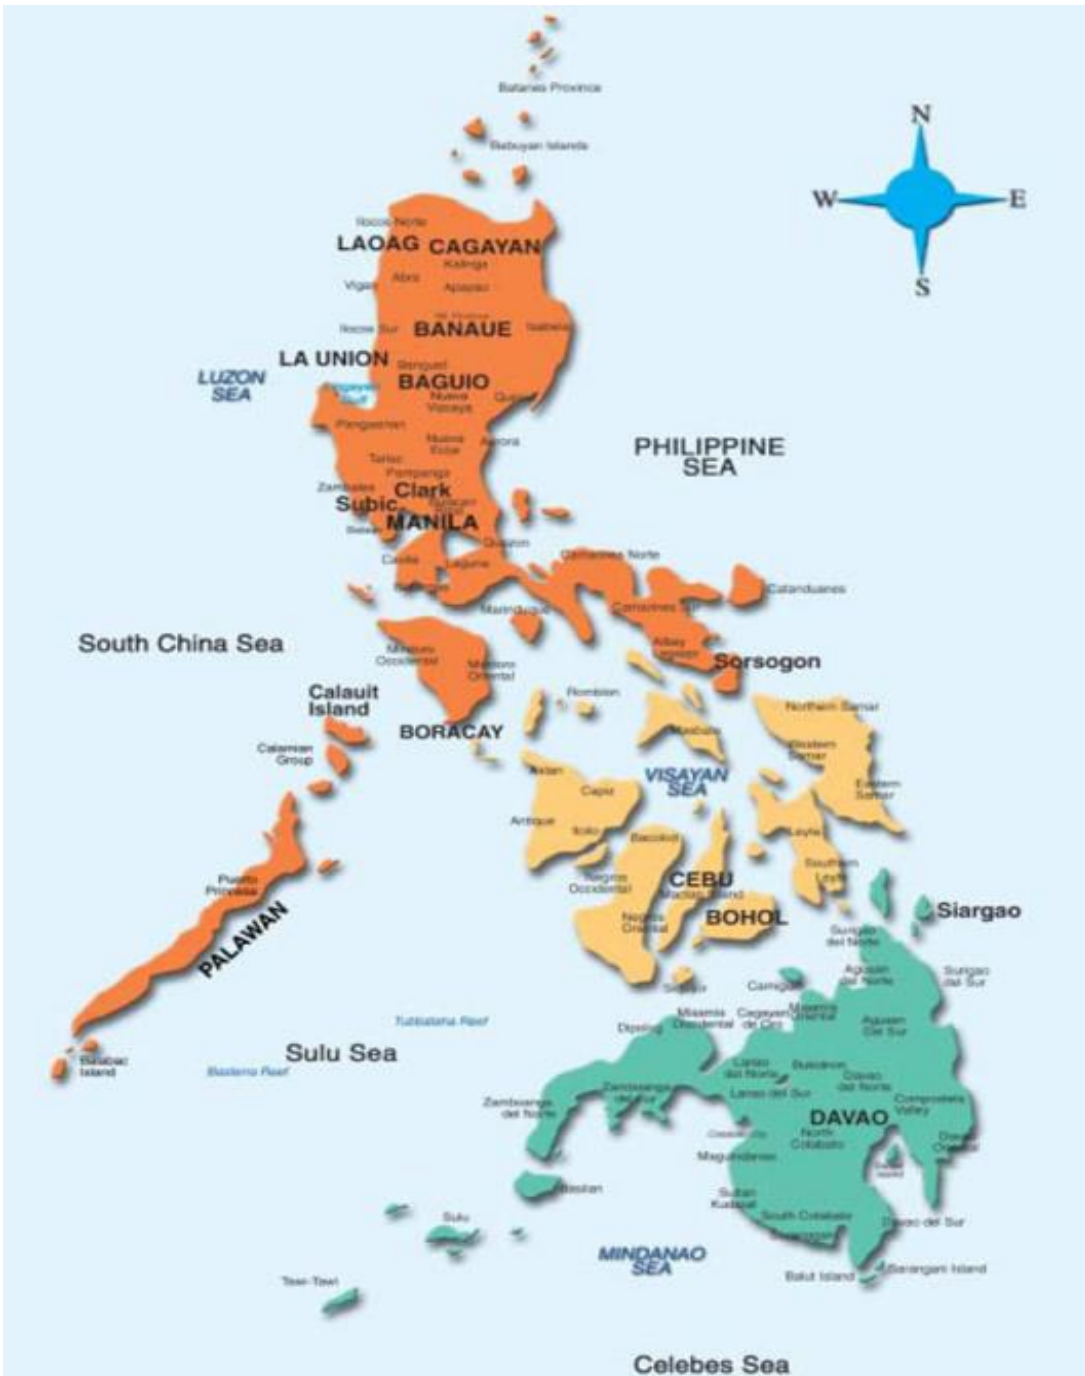 Batanes Province
Babuyan Islands
N
W
E
S
Ilocos Norte
LAOAG
CAGAYAN
Kalinga
Abra
Apayao
Vigan
Ilocos Sur
BANAUE
Isabela
LA UNION
Benguet
BAGUIO
LUZON
SEA
Gulf
Nueva
Vizcaya
Pangasinan
Nueva
Aurora
PHILIPPINE
SEA
Tarlac
Pampanga
Zambales
Clark
Subic
MANILA
Quezon
Cavite
Laguna
Camarines Norte
Catanduanes
Marinduque
Camarines Sur
Albay
South China Sea
Mindoro
Occidental
Mindoro
Oriental
Sorsogon
Calauit
Island
Romblon
Northern Samar
BORACAY
Masbate
Calamian
Group
Western
Samar
VISAYAN
SEA
Aklan
Capiz
Eastern
Samar
Antique
Iloilo
Bacolod
Leyte
Southern
Leyte
Puerto
Princesa
Negros
Occidental
CEBU
Mactan Island
PALAWAN
Negros
Oriental
BOHOL
Siargao
Surigao
del Norte
Agusan
del Norte
Surigao
del Sur
Siquijor
Camiguin
Tubbataha Reef
Dipolog
Misamis
Occidental
Cagayan
de Oro
Misamis
Oriental
Agusan
Del Sur
Sulu Sea
Balabac
Island
Basterra Reef
Lanao
del Norte
Bukidnon
Davao
del Norte
Zamboanga
del Norte
Zamboanga
del Sur
Lanao del Sur
Compostela
Valley
DAVAO
North
Cotabato
Davao
Oriental
Maguindanao
Basilan
Sultan
Kudarat
Sulu
South Cotabato
Davao del Sur
MINDANAO
SEA
Tawi-Tawi
Balut Island
Sarangani Island
Celebes Sea